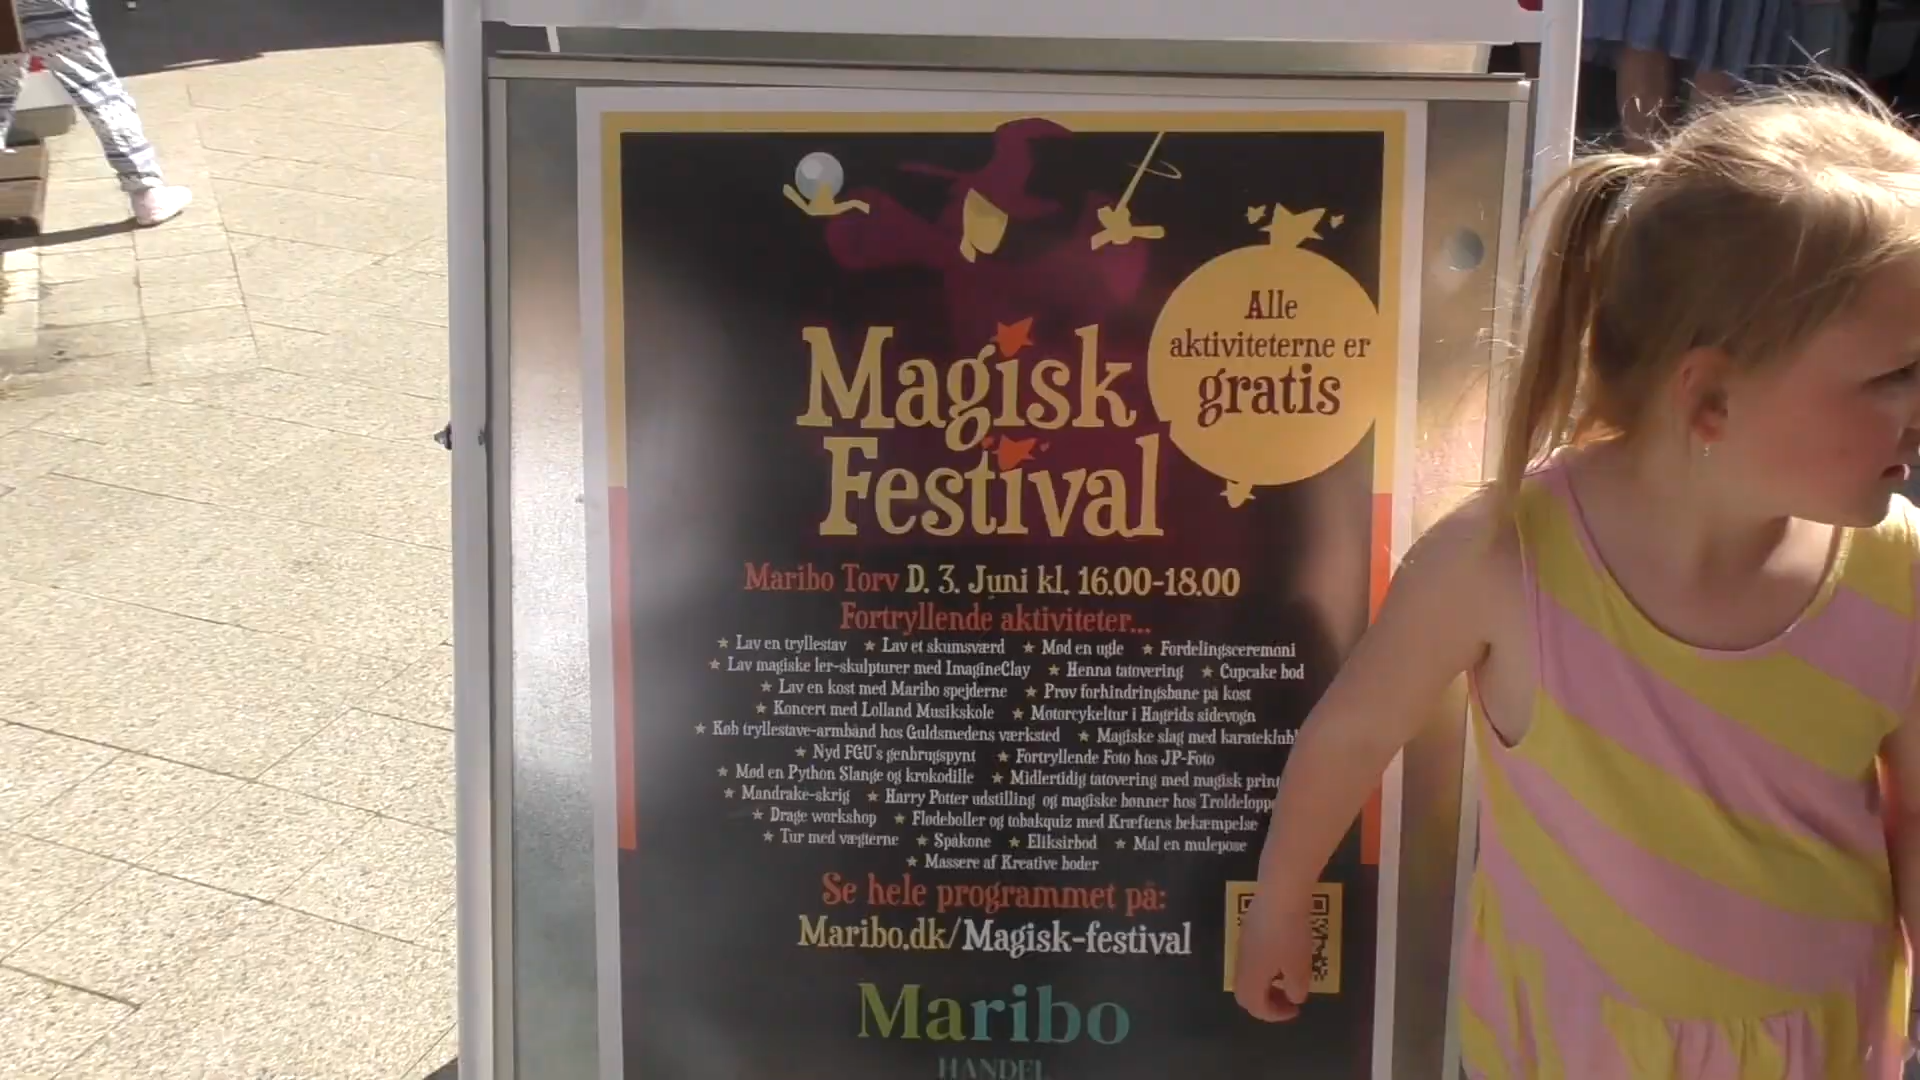 Alle
aktiviteterne er
gratis
Magisk
Festival
Maribo Torv D. 3. Juni kl. 16.00-18.00
Fortryllende aktiviteter...
★ Lav en tryllestav ★ Lav et skumsværd ★ Mød en ugle ★ Fordelingsceremoni
★ Lav magiske ler-skulpturer med ImagineClay ★ Henna tatovering ★ Cupcake bod
★ Lav en kost med Maribo spejderne ★ Prøv forhindringsbane på kost
★ Koncert med Lolland Musikskole ★ Motorcykeltur i Hagrids sidevogn
★ Køb tryllestave-armbånd hos Guldsmedens værksted ★ Magiske slag med
★ Nyd FGU's genbrugspynt ★ Fortryllende Foto hos JP-Foto
★ Mød en Python Slange og krokodille ★ Midlertidig tatovering med magisk
★ Mandrake-skrig ★ Harry Potter udstilling og magiske bønner hos
★ Drage workshop ★ Flødeboller og tobakquiz med Kræftens bekæmpelse
★ Tur med vægterne ★ Spåkone ★ Eliksirbod ★ Mal en mulepose
★ Massere af Kreative boder
Se hele programmet på:
Maribo.dk/Magisk-festival
Maribo
HANDEL